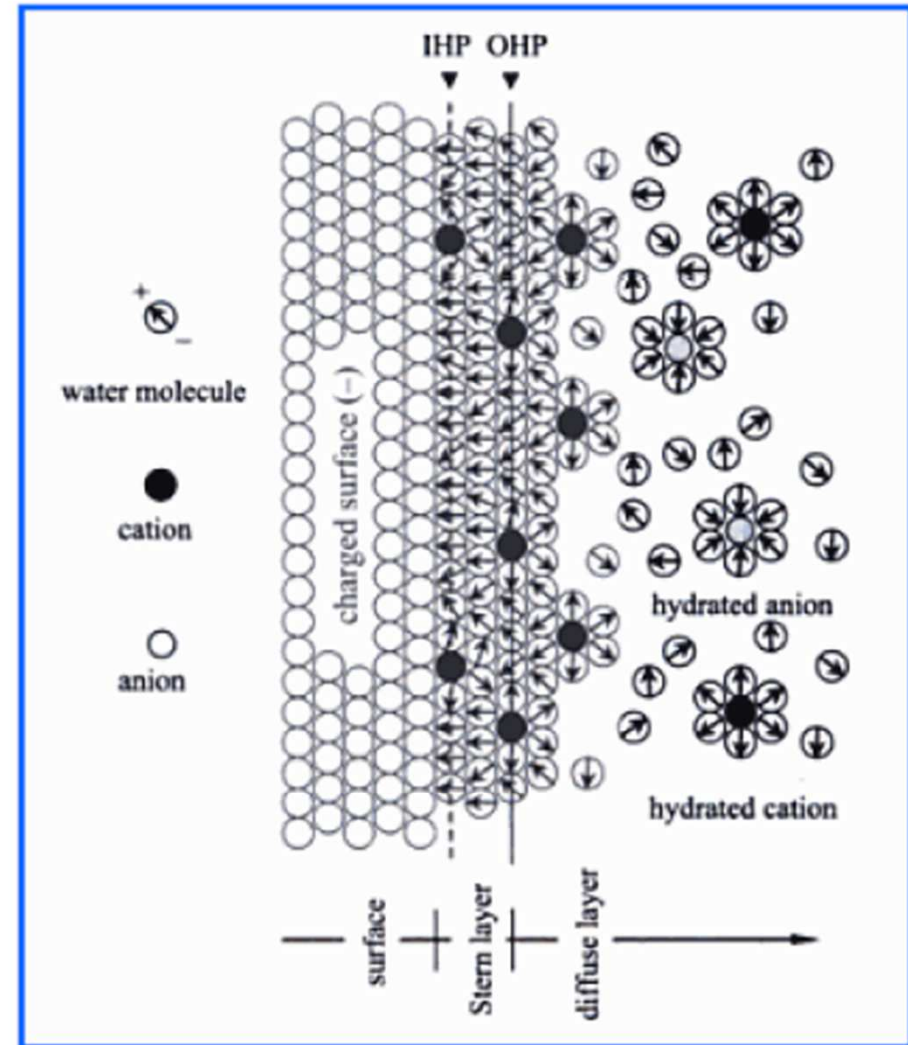 IHP OHP
+
−
water molecule
cation
anion
charged surface (−)
hydrated anion
hydrated cation
surface
Stern layer
diffuse layer